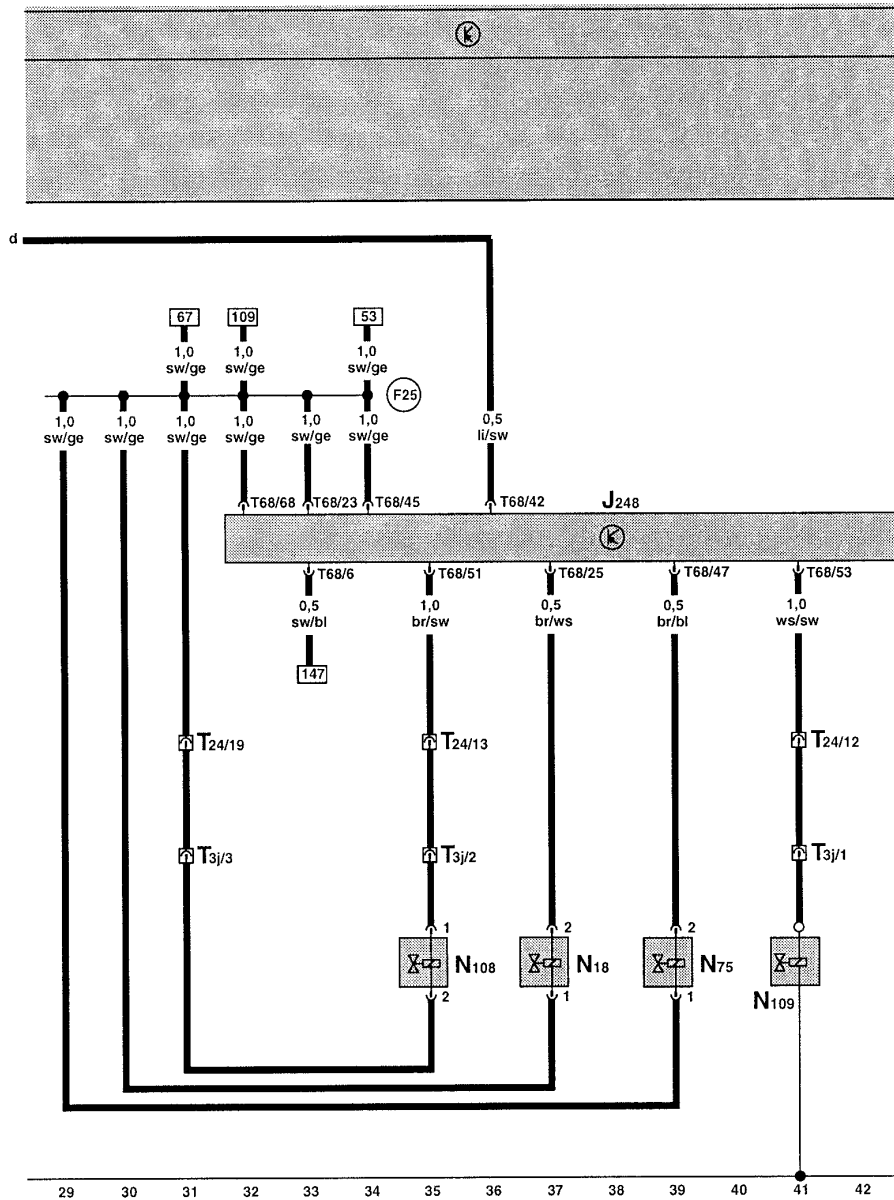 d
67 109 53
1,0 1,0 1,0
sw/ge sw/ge sw/ge
F25
1,0 1,0 1,0 1,0 1,0 1,0 0,5
sw/ge sw/ge sw/ge sw/ge sw/ge sw/ge li/sw
T68/68 T68/23 T68/45 T68/42 J248
T68/6 T68/51 T68/25 T68/47 T68/53
0,5 1,0 0,5 0,5 1,0
sw/bl br/sw br/ws br/bl ws/sw
147
T24/19 T24/13 T24/12
T3j/3 T3j/2 T3j/1
1 2 2
N108 N18 N75
N109
2 1 1
29 30 31 32 33 34 35 36 37 38 39 40 41 42